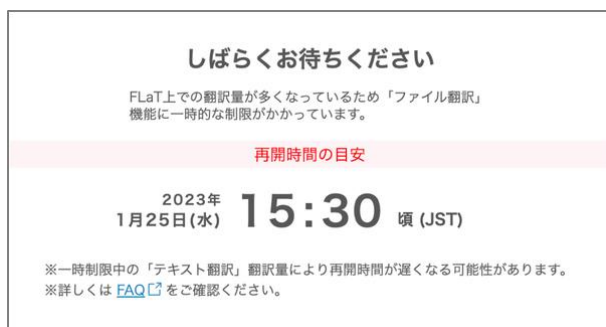 しばらくお待ちください
FLaT上での翻訳量が多くなっているため「ファイル翻訳」
機能に一時的な制限がかかっています。
再開時間の目安
2023年
1月25日(水) 15:30 頃 (JST)
※一時制限中の「テキスト翻訳」翻訳量により再開時間が遅くなる可能性があります。
※詳しくは FAQ をご確認ください。